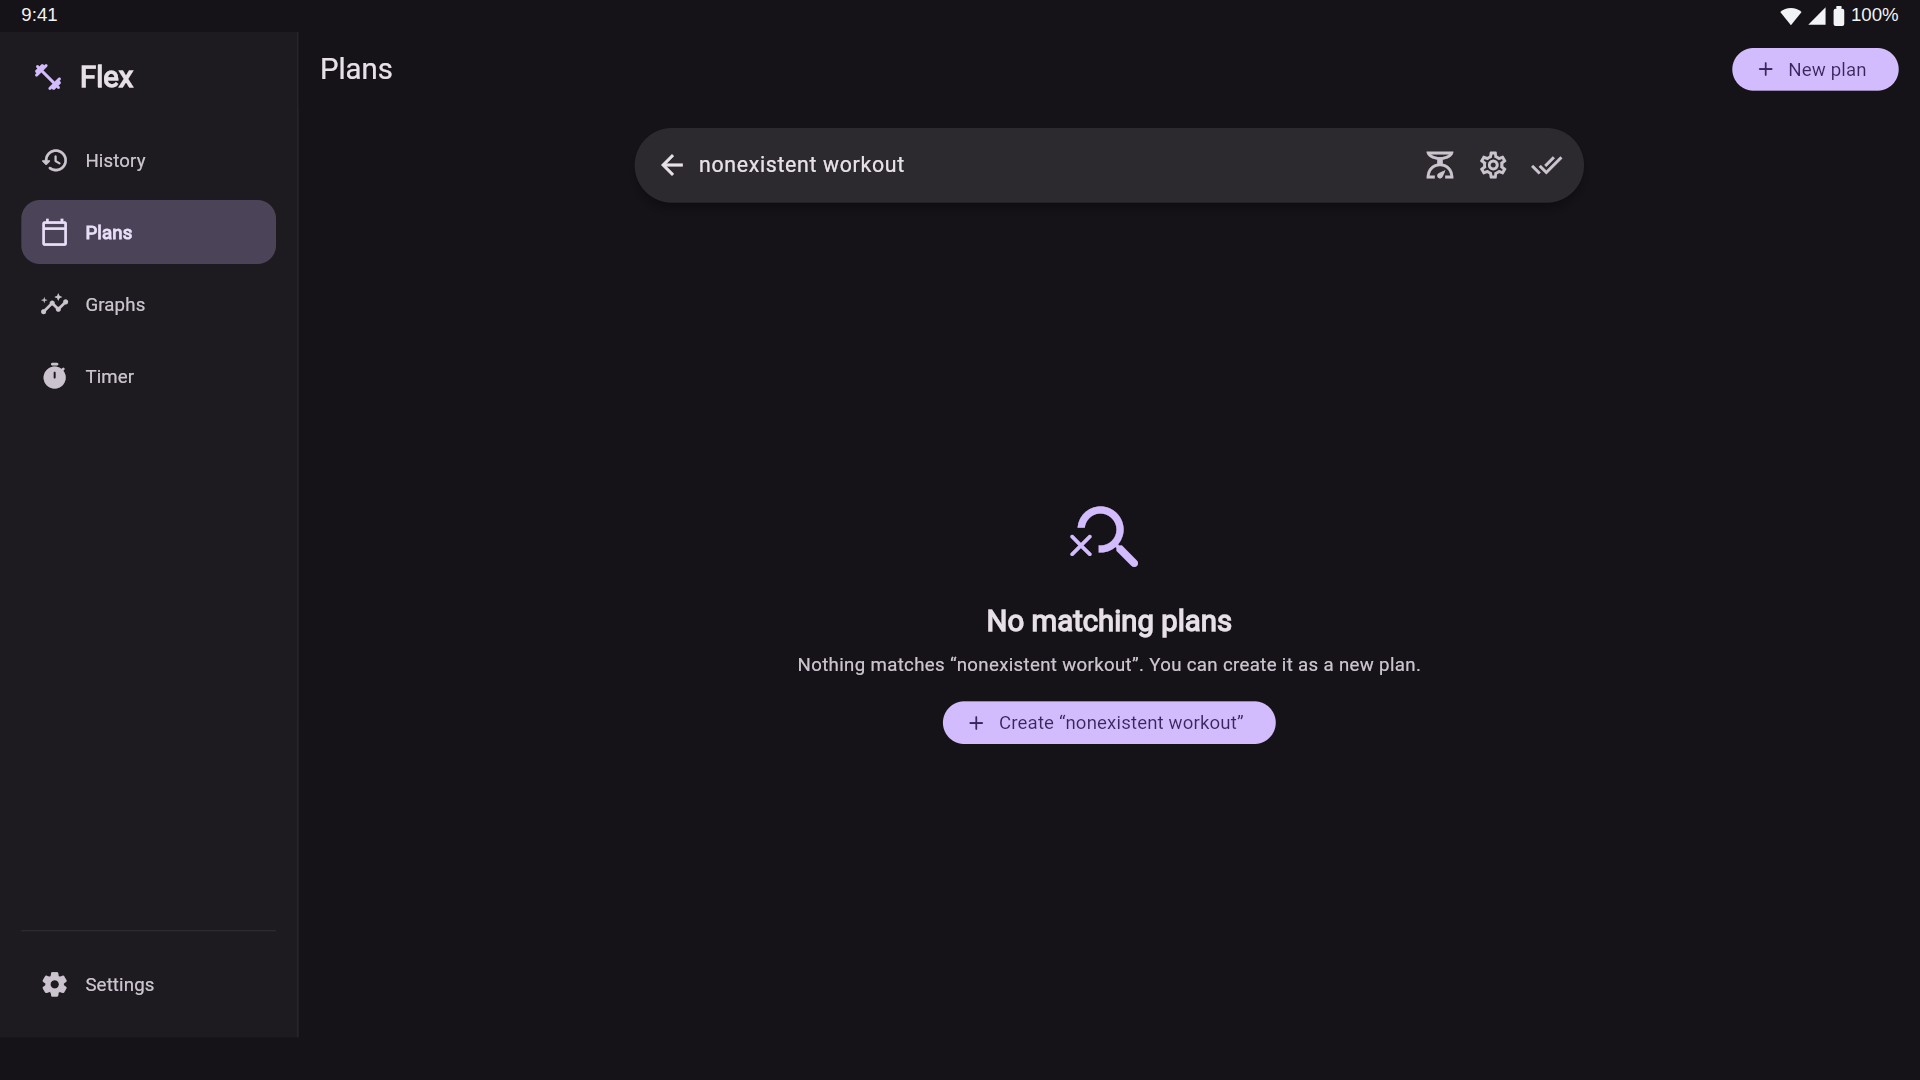 9:41
100%
Flex
Plans
New plan
History
nonexistent workout
Plans
Graphs
Timer
No matching plans
Nothing matches “nonexistent workout”. You can create it as a new plan.
Create “nonexistent workout”
Settings